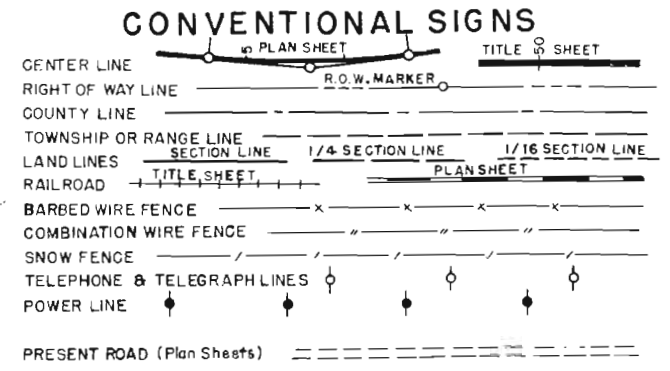 CONVENTIONAL SIGNS
CENTER LINE 5 PLAN SHEET TITLE 50 SHEET
RIGHT OF WAY LINE R.O.W. MARKER
COUNTY LINE
TOWNSHIP OR RANGE LINE
LAND LINES SECTION LINE 1/4 SECTION LINE 1/16 SECTION LINE
RAILROAD TITLE SHEET PLAN SHEET
BARBED WIRE FENCE
COMBINATION WIRE FENCE
SNOW FENCE
TELEPHONE & TELEGRAPH LINES
POWER LINE
PRESENT ROAD (Plan Sheets)